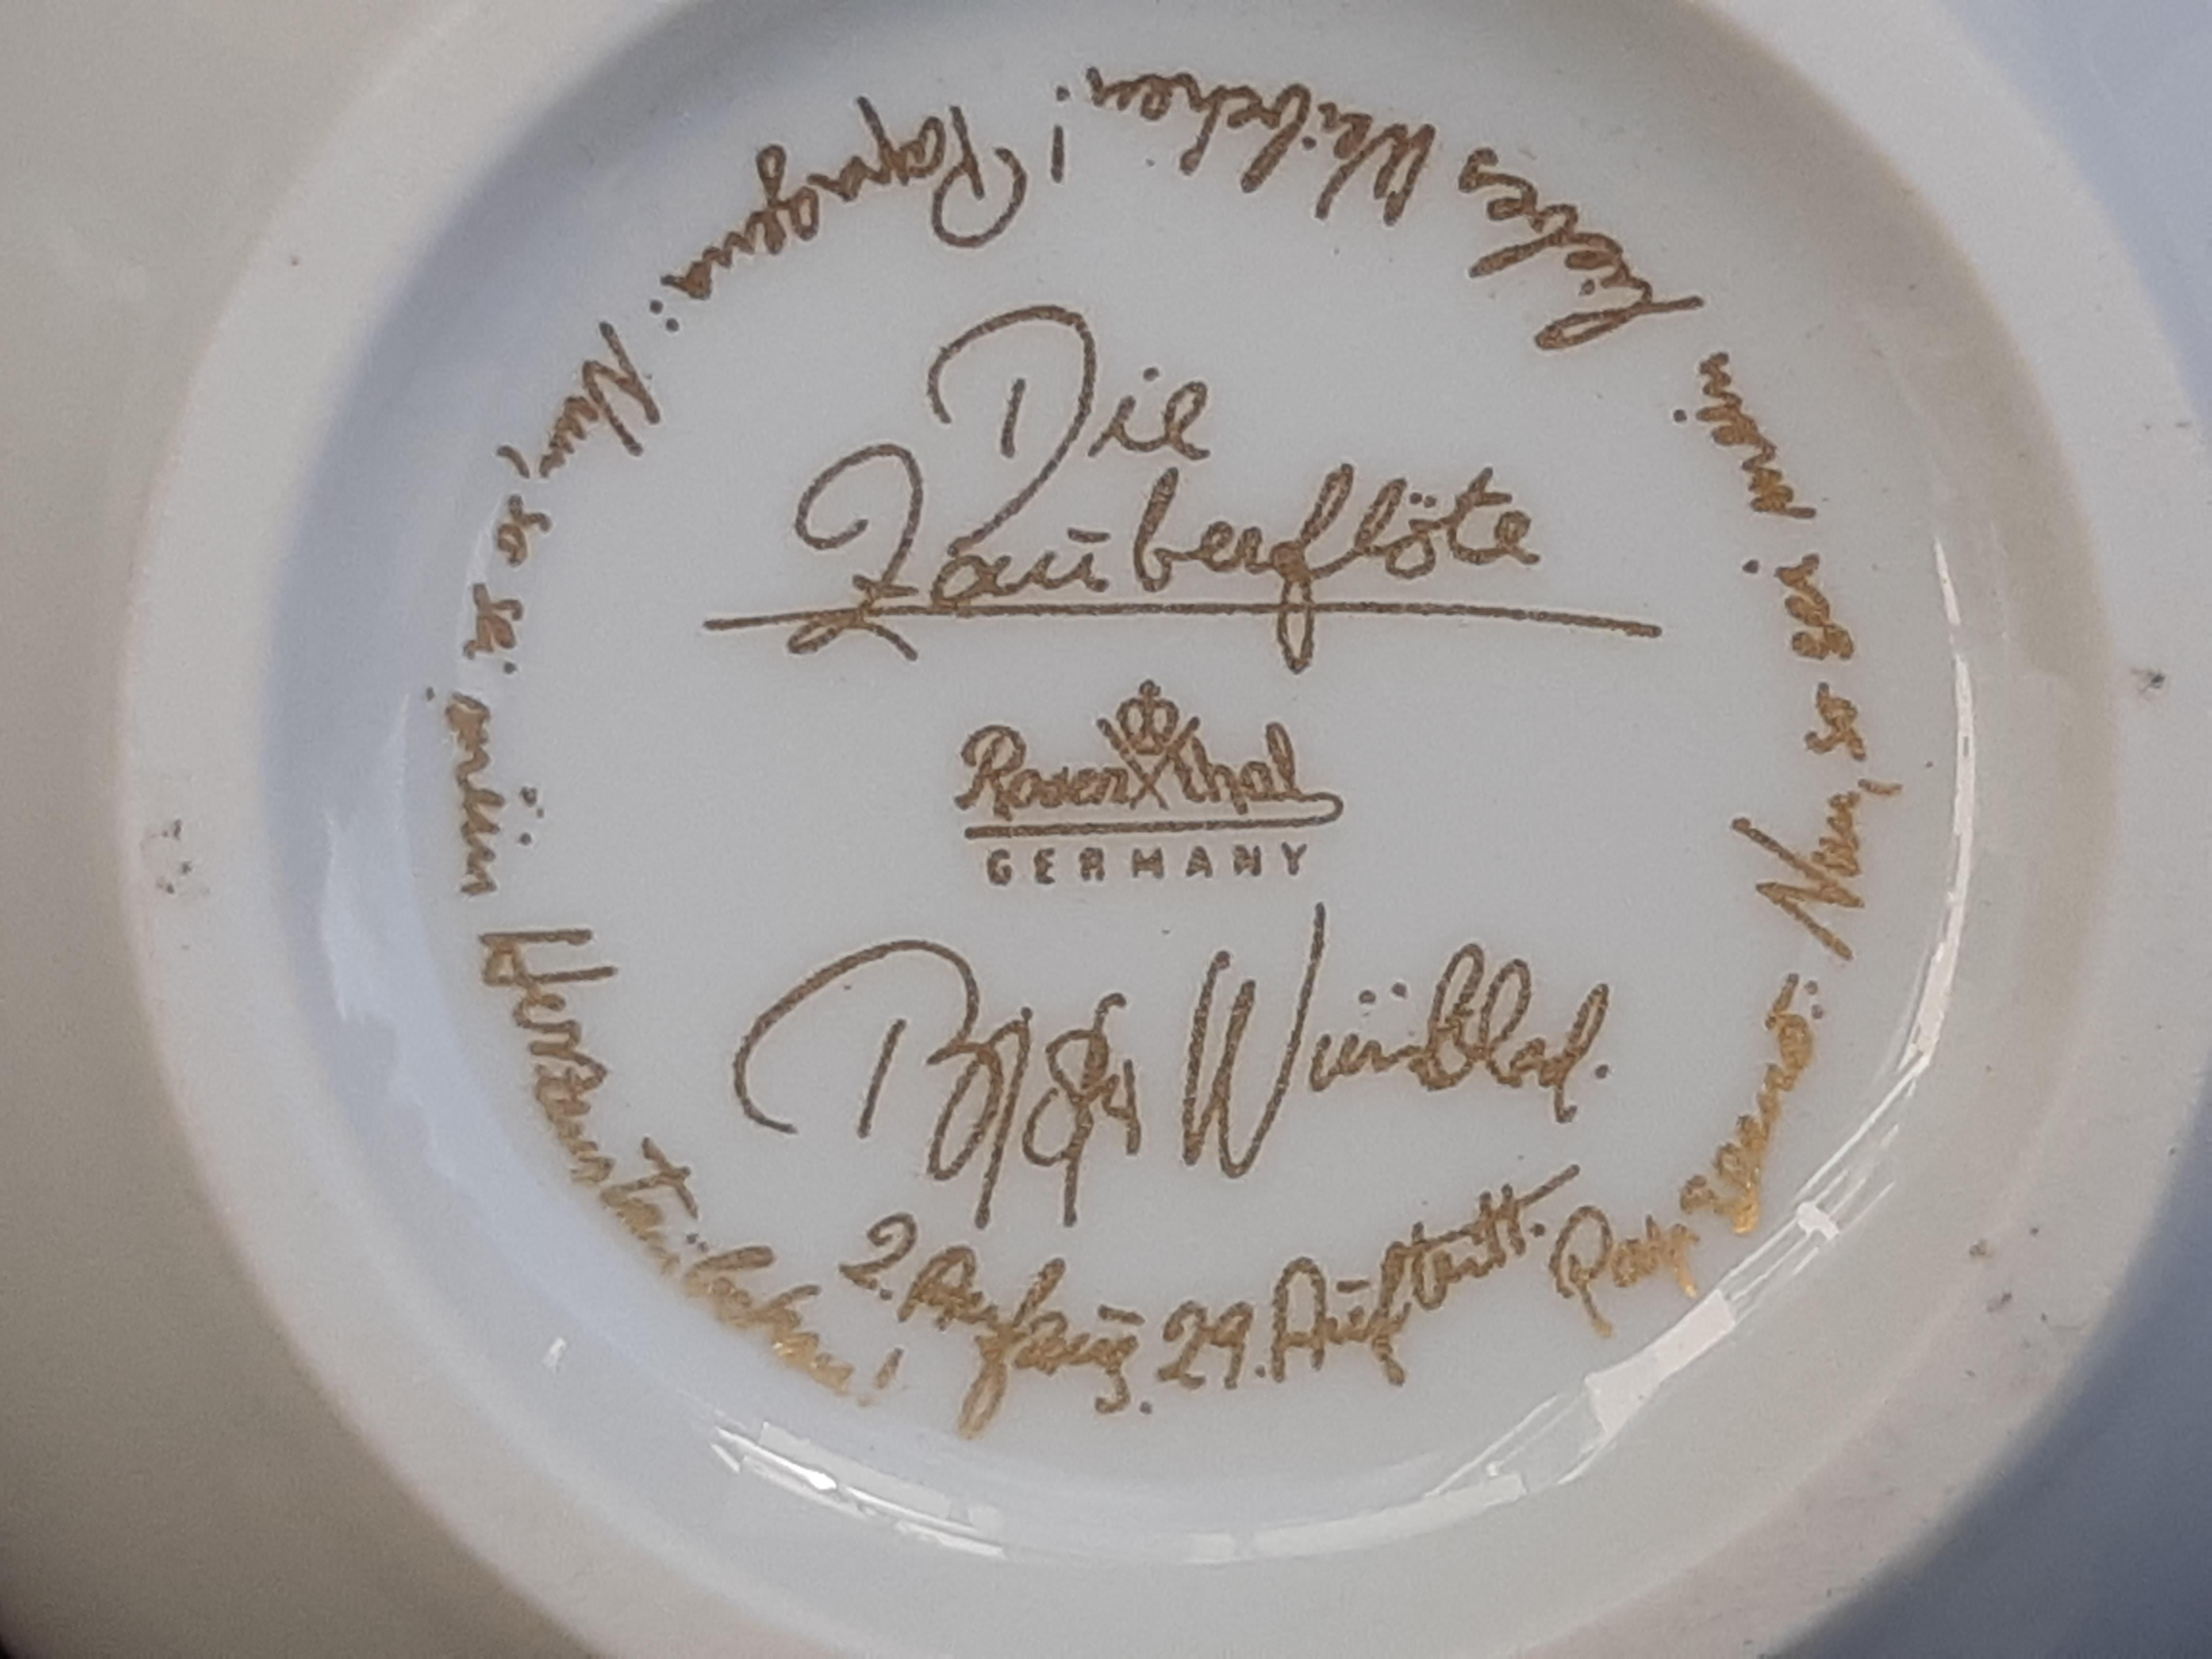 Die
Zauberflöte
Rosenthal
GERMANY
Bjørn Wiinblad.
2. Aufzug. 29. Auftritt. Papageno: Nun, so sei mein liebes Weibchen! Papagena: Nun, so sei mein Herzenstäubchen!